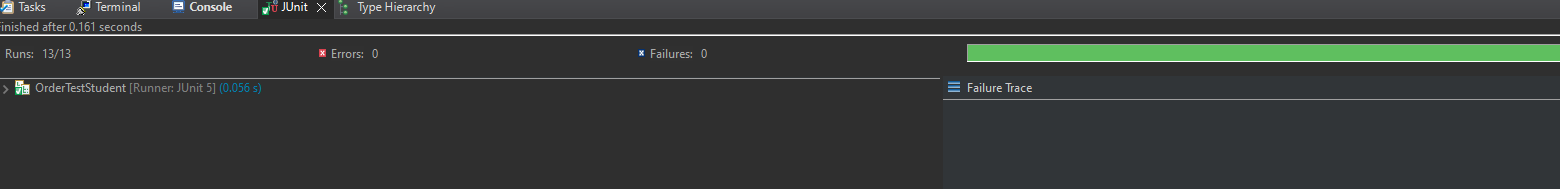 Tasks Terminal Console JUnit Type Hierarchy
inished after 0.161 seconds
Runs: 13/13 Errors: 0 Failures: 0
OrderTestStudent [Runner: JUnit 5] (0.056 s) Failure Trace